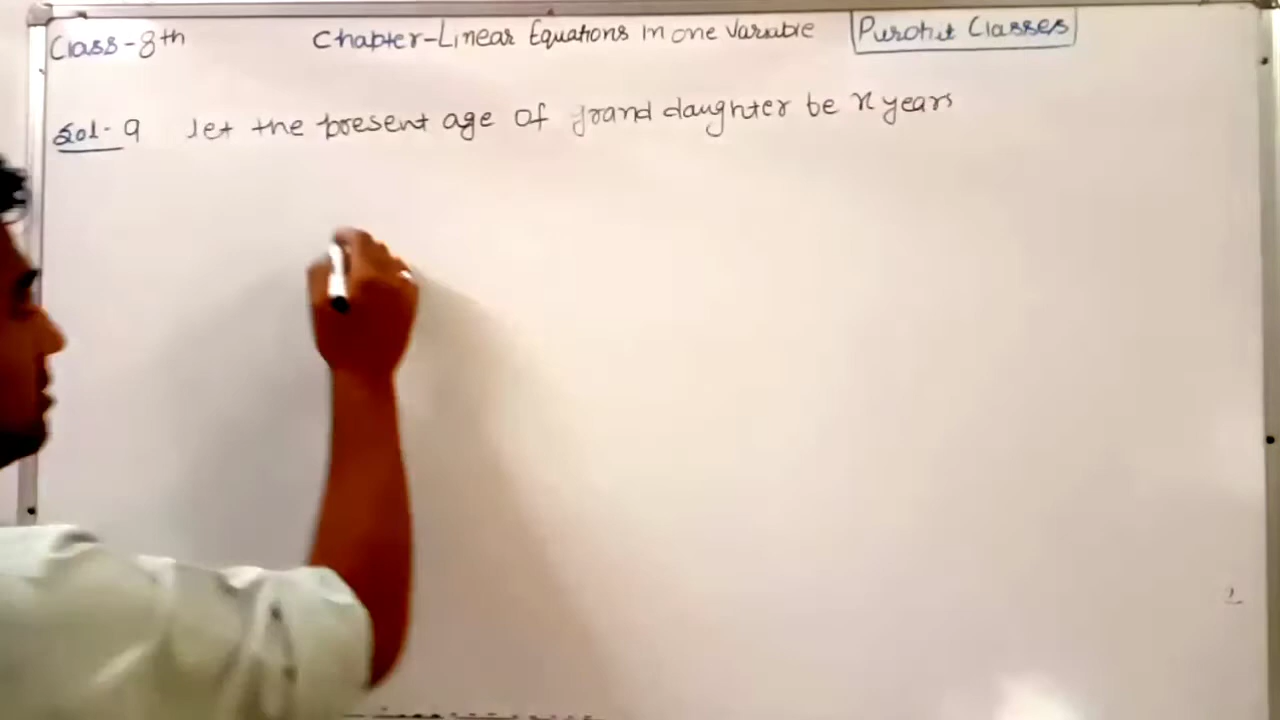 Class-8th Chapter-Linear Equations In one Variable Purohit Classes
Sol-9 let the present age of grand daughter be x years